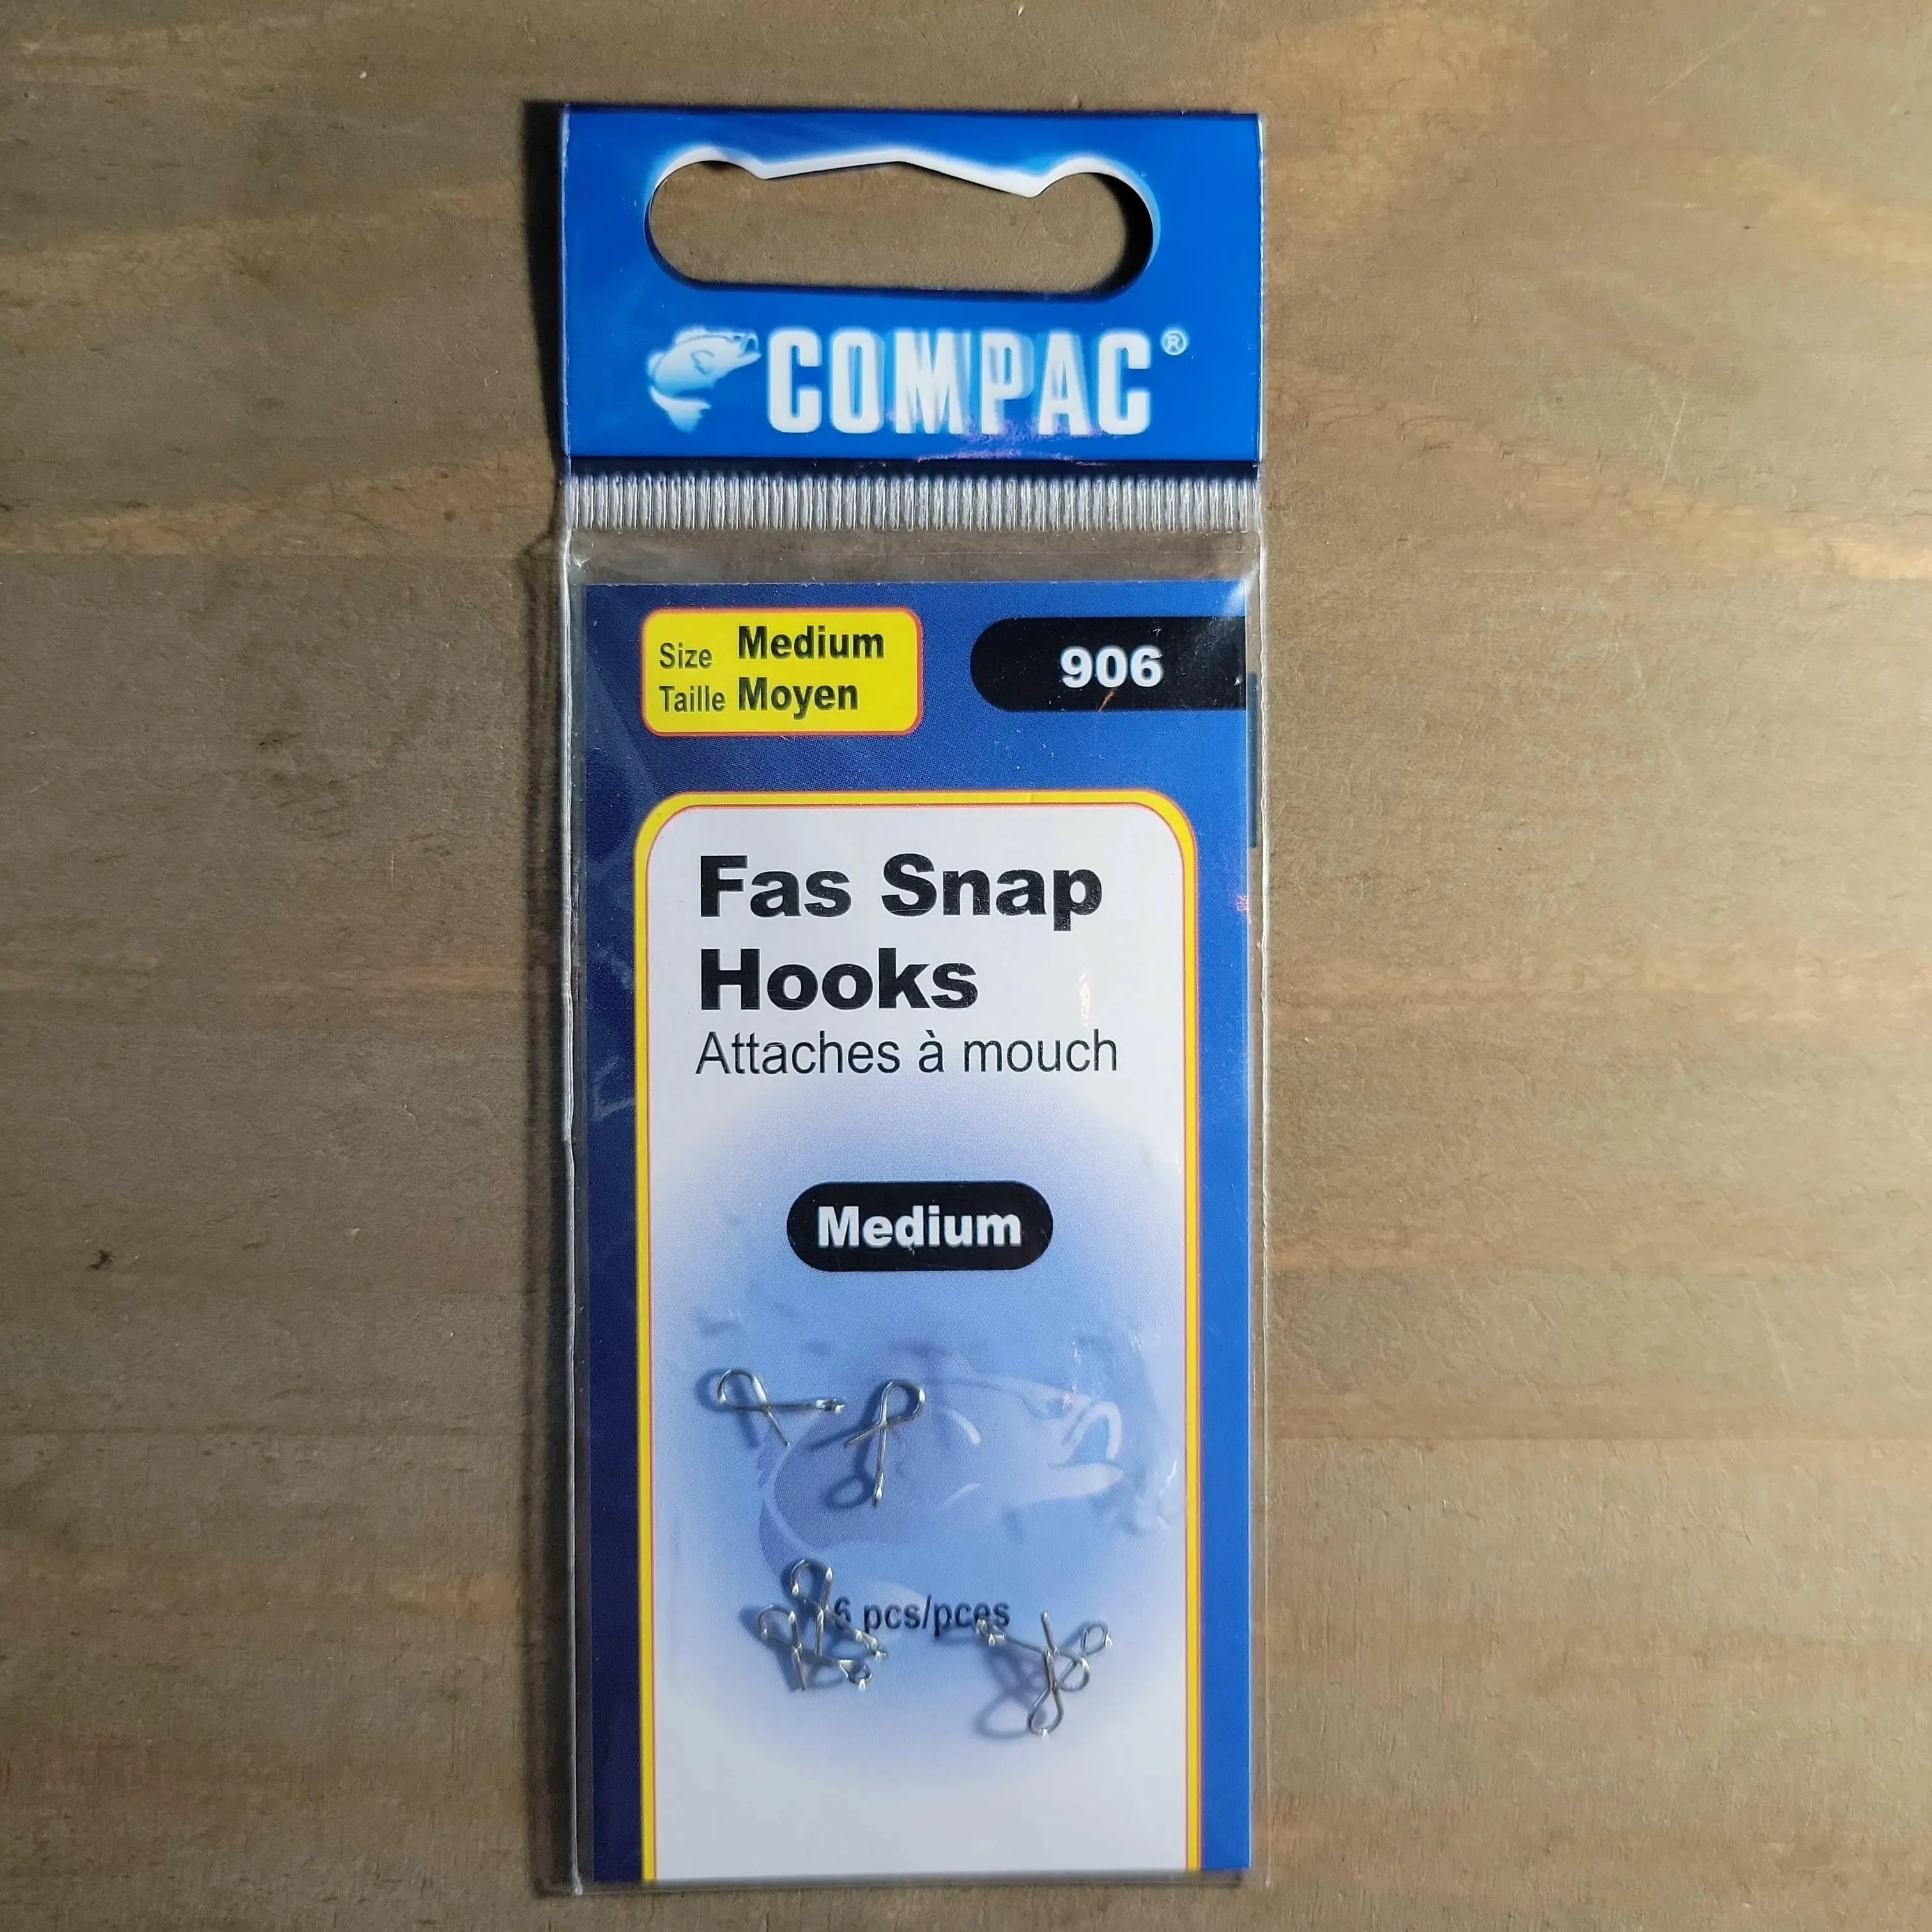 COMPAC®
Size Medium
Taille Moyen
906
Fas Snap
Hooks
Attaches à mouch
Medium
6 pcs/pces